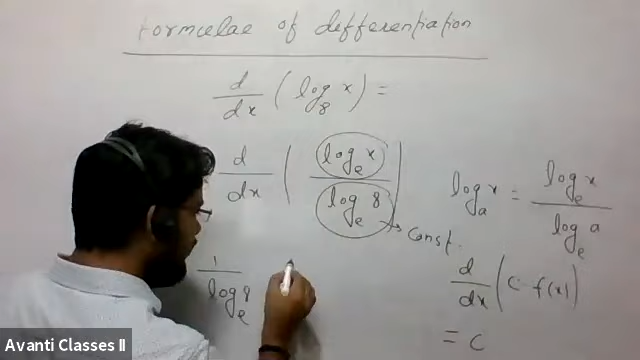 Formulae of differentiation
d/dx (log_8 x) =
d/dx ( log_e x / log_e 8 ) → Const.
log_a x = log_e x / log_e a
1 / log_e 8
d/dx (C · f(x))
= C
Avanti Classes II